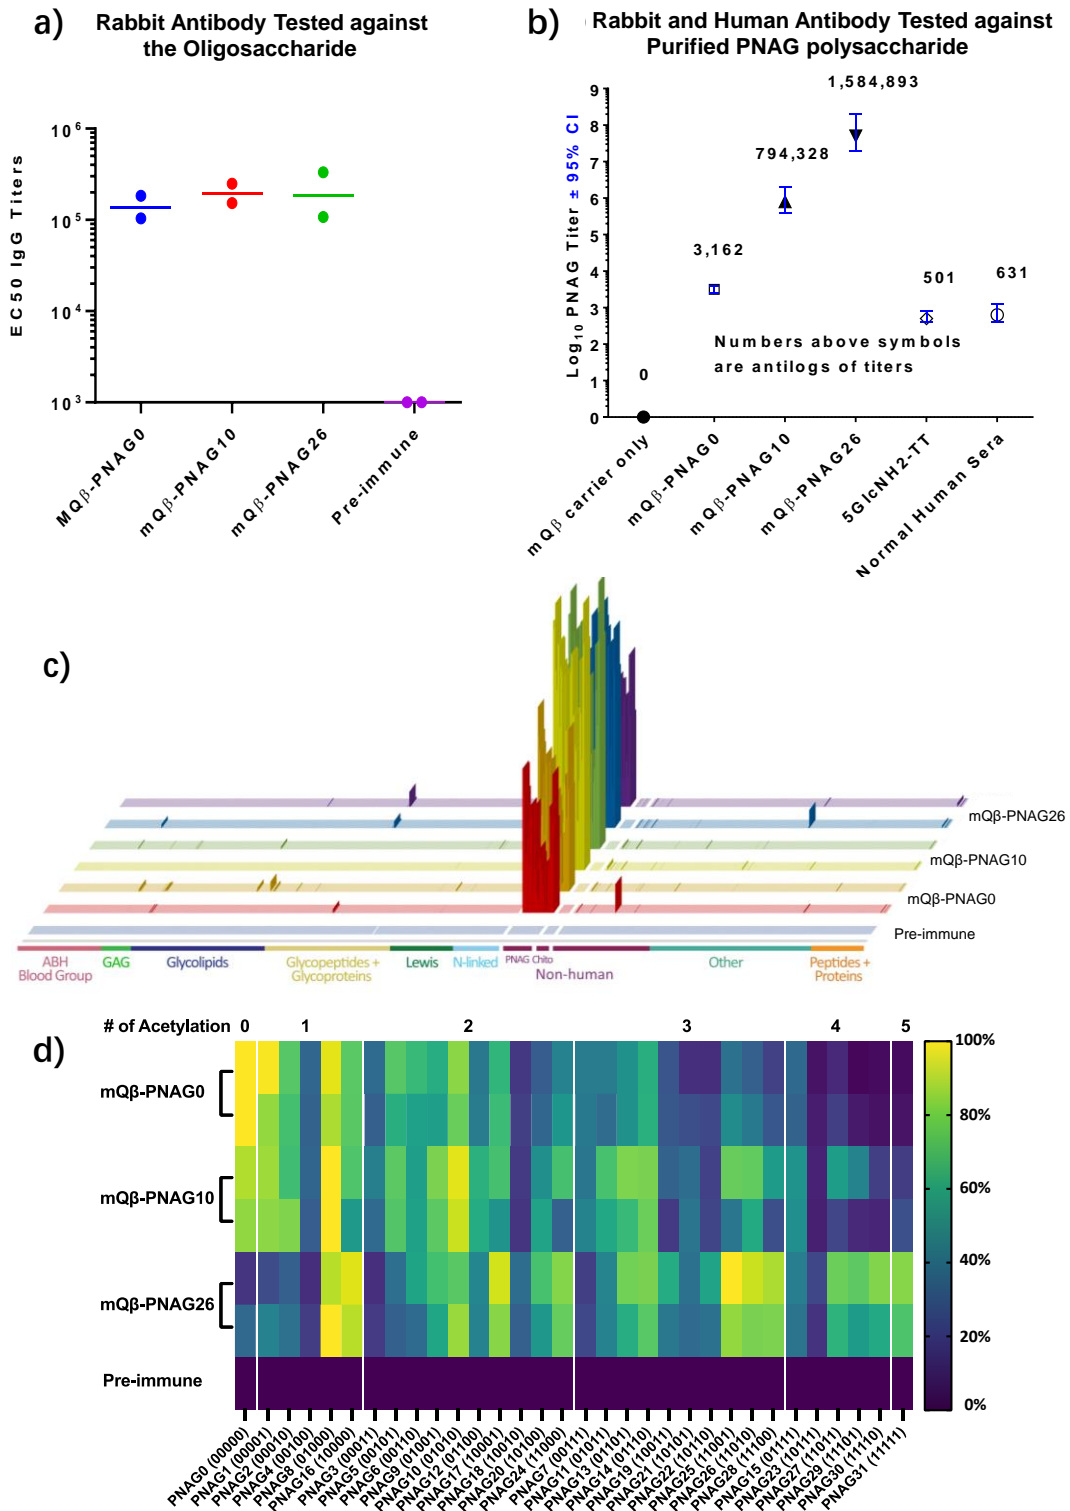 a)
Rabbit Antibody Tested against
the Oligosaccharide
EC50 IgG Titers
10^6
10^5
10^4
10^3
MQβ-PNAG0
mQβ-PNAG10
mQβ-PNAG26
Pre-immune
b)
Rabbit and Human Antibody Tested against
Purified PNAG polysaccharide
Log10 PNAG Titer ± 95% CI
9
8
7
6
5
4
3
2
1
0
0
3,162
794,328
1,584,893
501
631
Numbers above symbols
are antilogs of titers
mQβ carrier only
mQβ-PNAG0
mQβ-PNAG10
mQβ-PNAG26
5GlcNH2-TT
Normal Human Sera
c)
mQβ-PNAG26
mQβ-PNAG10
mQβ-PNAG0
Pre-immune
ABH
Blood Group
GAG
Glycolipids
Glycopeptides +
Glycoproteins
Lewis
N-linked
PNAG
Chito
Non-human
Other
Peptides +
Proteins
d)
# of Acetylation 0 1 2 3 4 5
mQβ-PNAG0
mQβ-PNAG10
mQβ-PNAG26
Pre-immune
100%
80%
60%
40%
20%
0%
PNAG0 (00000)
PNAG1 (00001)
PNAG2 (00010)
PNAG4 (00100)
PNAG8 (01000)
PNAG16 (10000)
PNAG3 (00011)
PNAG5 (00101)
PNAG6 (00110)
PNAG9 (01001)
PNAG10 (01010)
PNAG12 (01100)
PNAG17 (10001)
PNAG18 (10010)
PNAG20 (10100)
PNAG24 (11000)
PNAG7 (00111)
PNAG11 (01011)
PNAG13 (01101)
PNAG14 (01110)
PNAG19 (10011)
PNAG21 (10101)
PNAG22 (10110)
PNAG25 (11001)
PNAG26 (11010)
PNAG28 (11100)
PNAG15 (01111)
PNAG23 (10111)
PNAG27 (11011)
PNAG29 (11101)
PNAG30 (11110)
PNAG31 (11111)